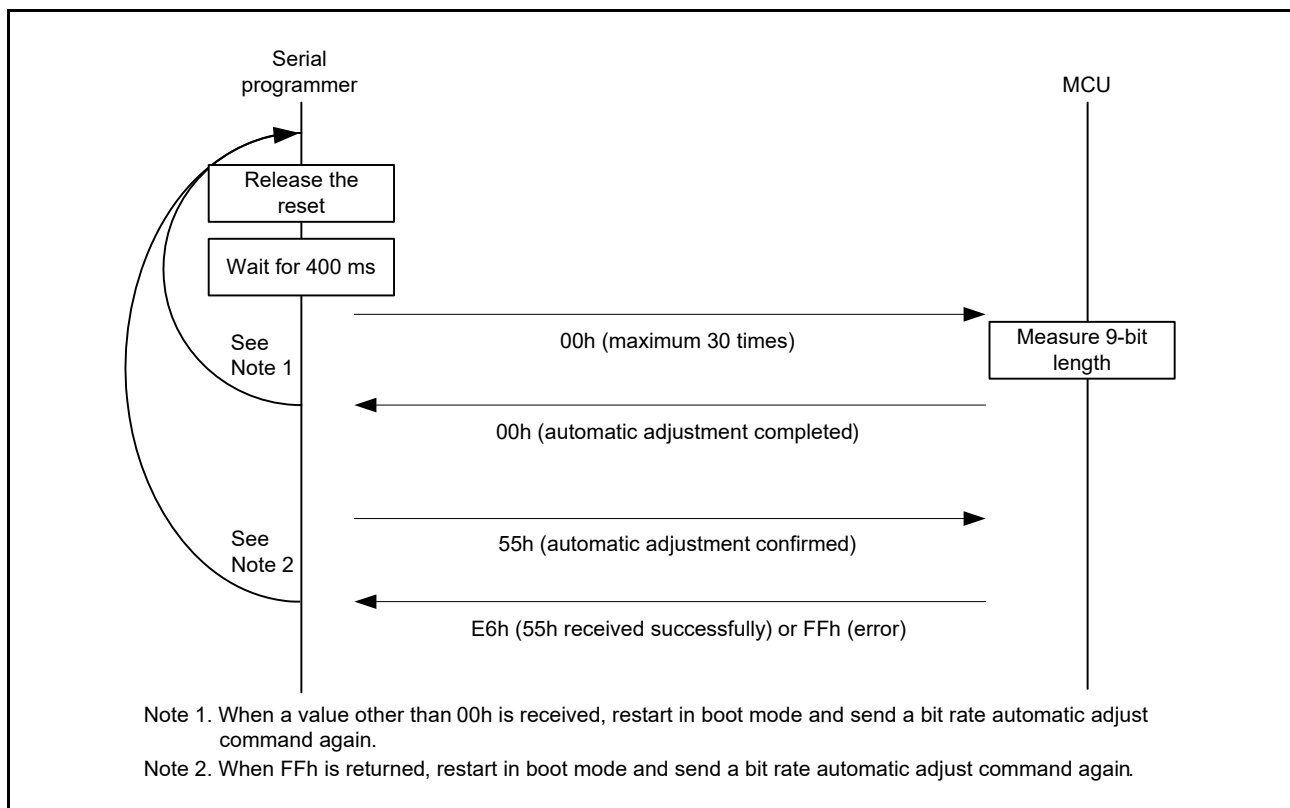 Serial
programmer
MCU
Release the
reset
Wait for 400 ms
00h (maximum 30 times)
Measure 9-bit
length
See
Note 1
00h (automatic adjustment completed)
55h (automatic adjustment confirmed)
See
Note 2
E6h (55h received successfully) or FFh (error)
Note 1. When a value other than 00h is received, restart in boot mode and send a bit rate automatic adjust
command again.
Note 2. When FFh is returned, restart in boot mode and send a bit rate automatic adjust command again.